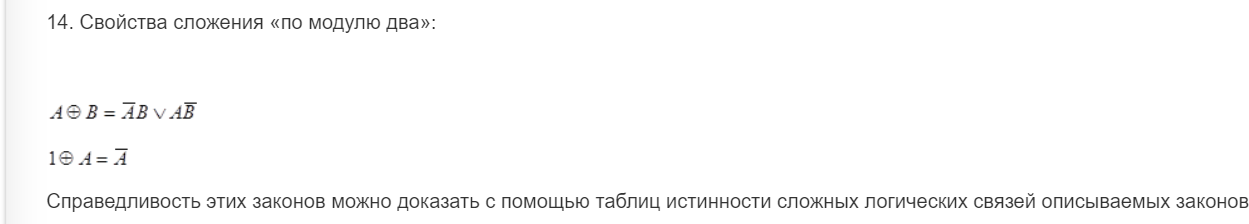 14. Свойства сложения «по модулю два»:
A ⊕ B = A̅B ∨ AB̅
1 ⊕ A = A̅
Справедливость этих законов можно доказать с помощью таблиц истинности сложных логических связей описываемых законов